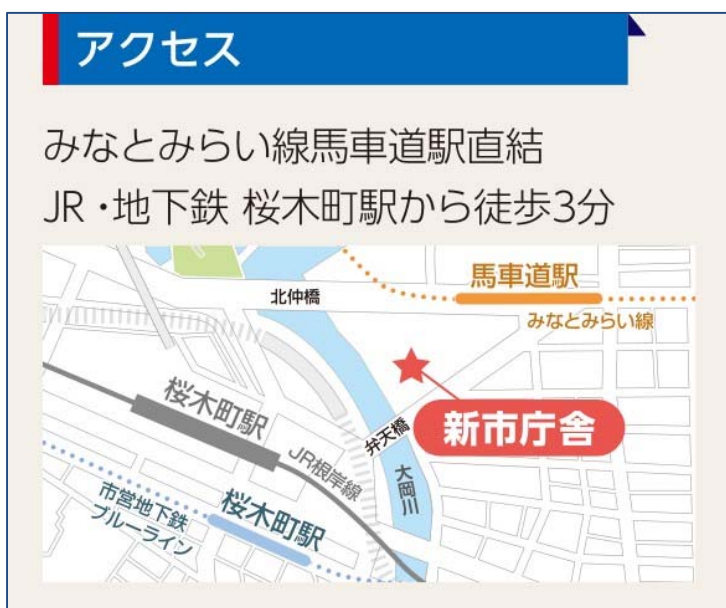 アクセス
みなとみらい線馬車道駅直結
JR・地下鉄 桜木町駅から徒歩3分
馬車道駅
北仲橋
みなとみらい線
桜木町駅
新市庁舎
弁天橋
JR根岸線
大岡川
市営地下鉄
ブルーライン
桜木町駅